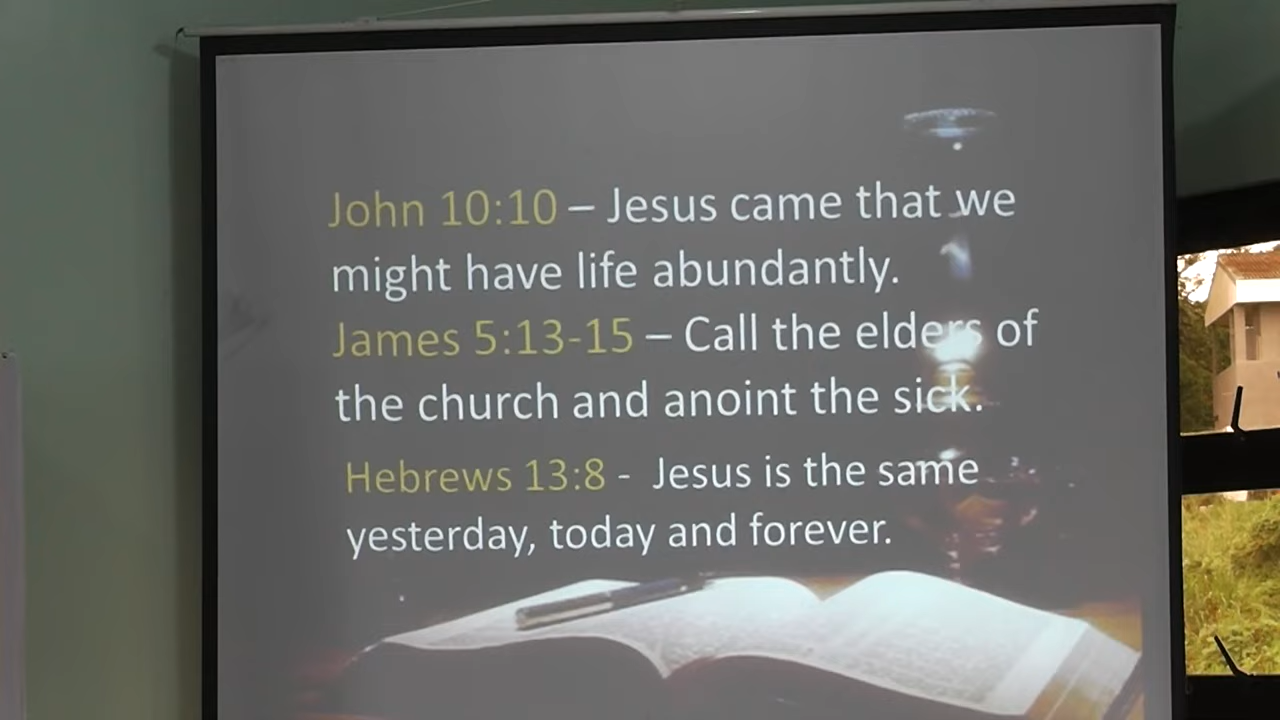 John 10:10 – Jesus came that we
might have life abundantly.
James 5:13-15 – Call the elders of
the church and anoint the sick.
Hebrews 13:8 - Jesus is the same
yesterday, today and forever.